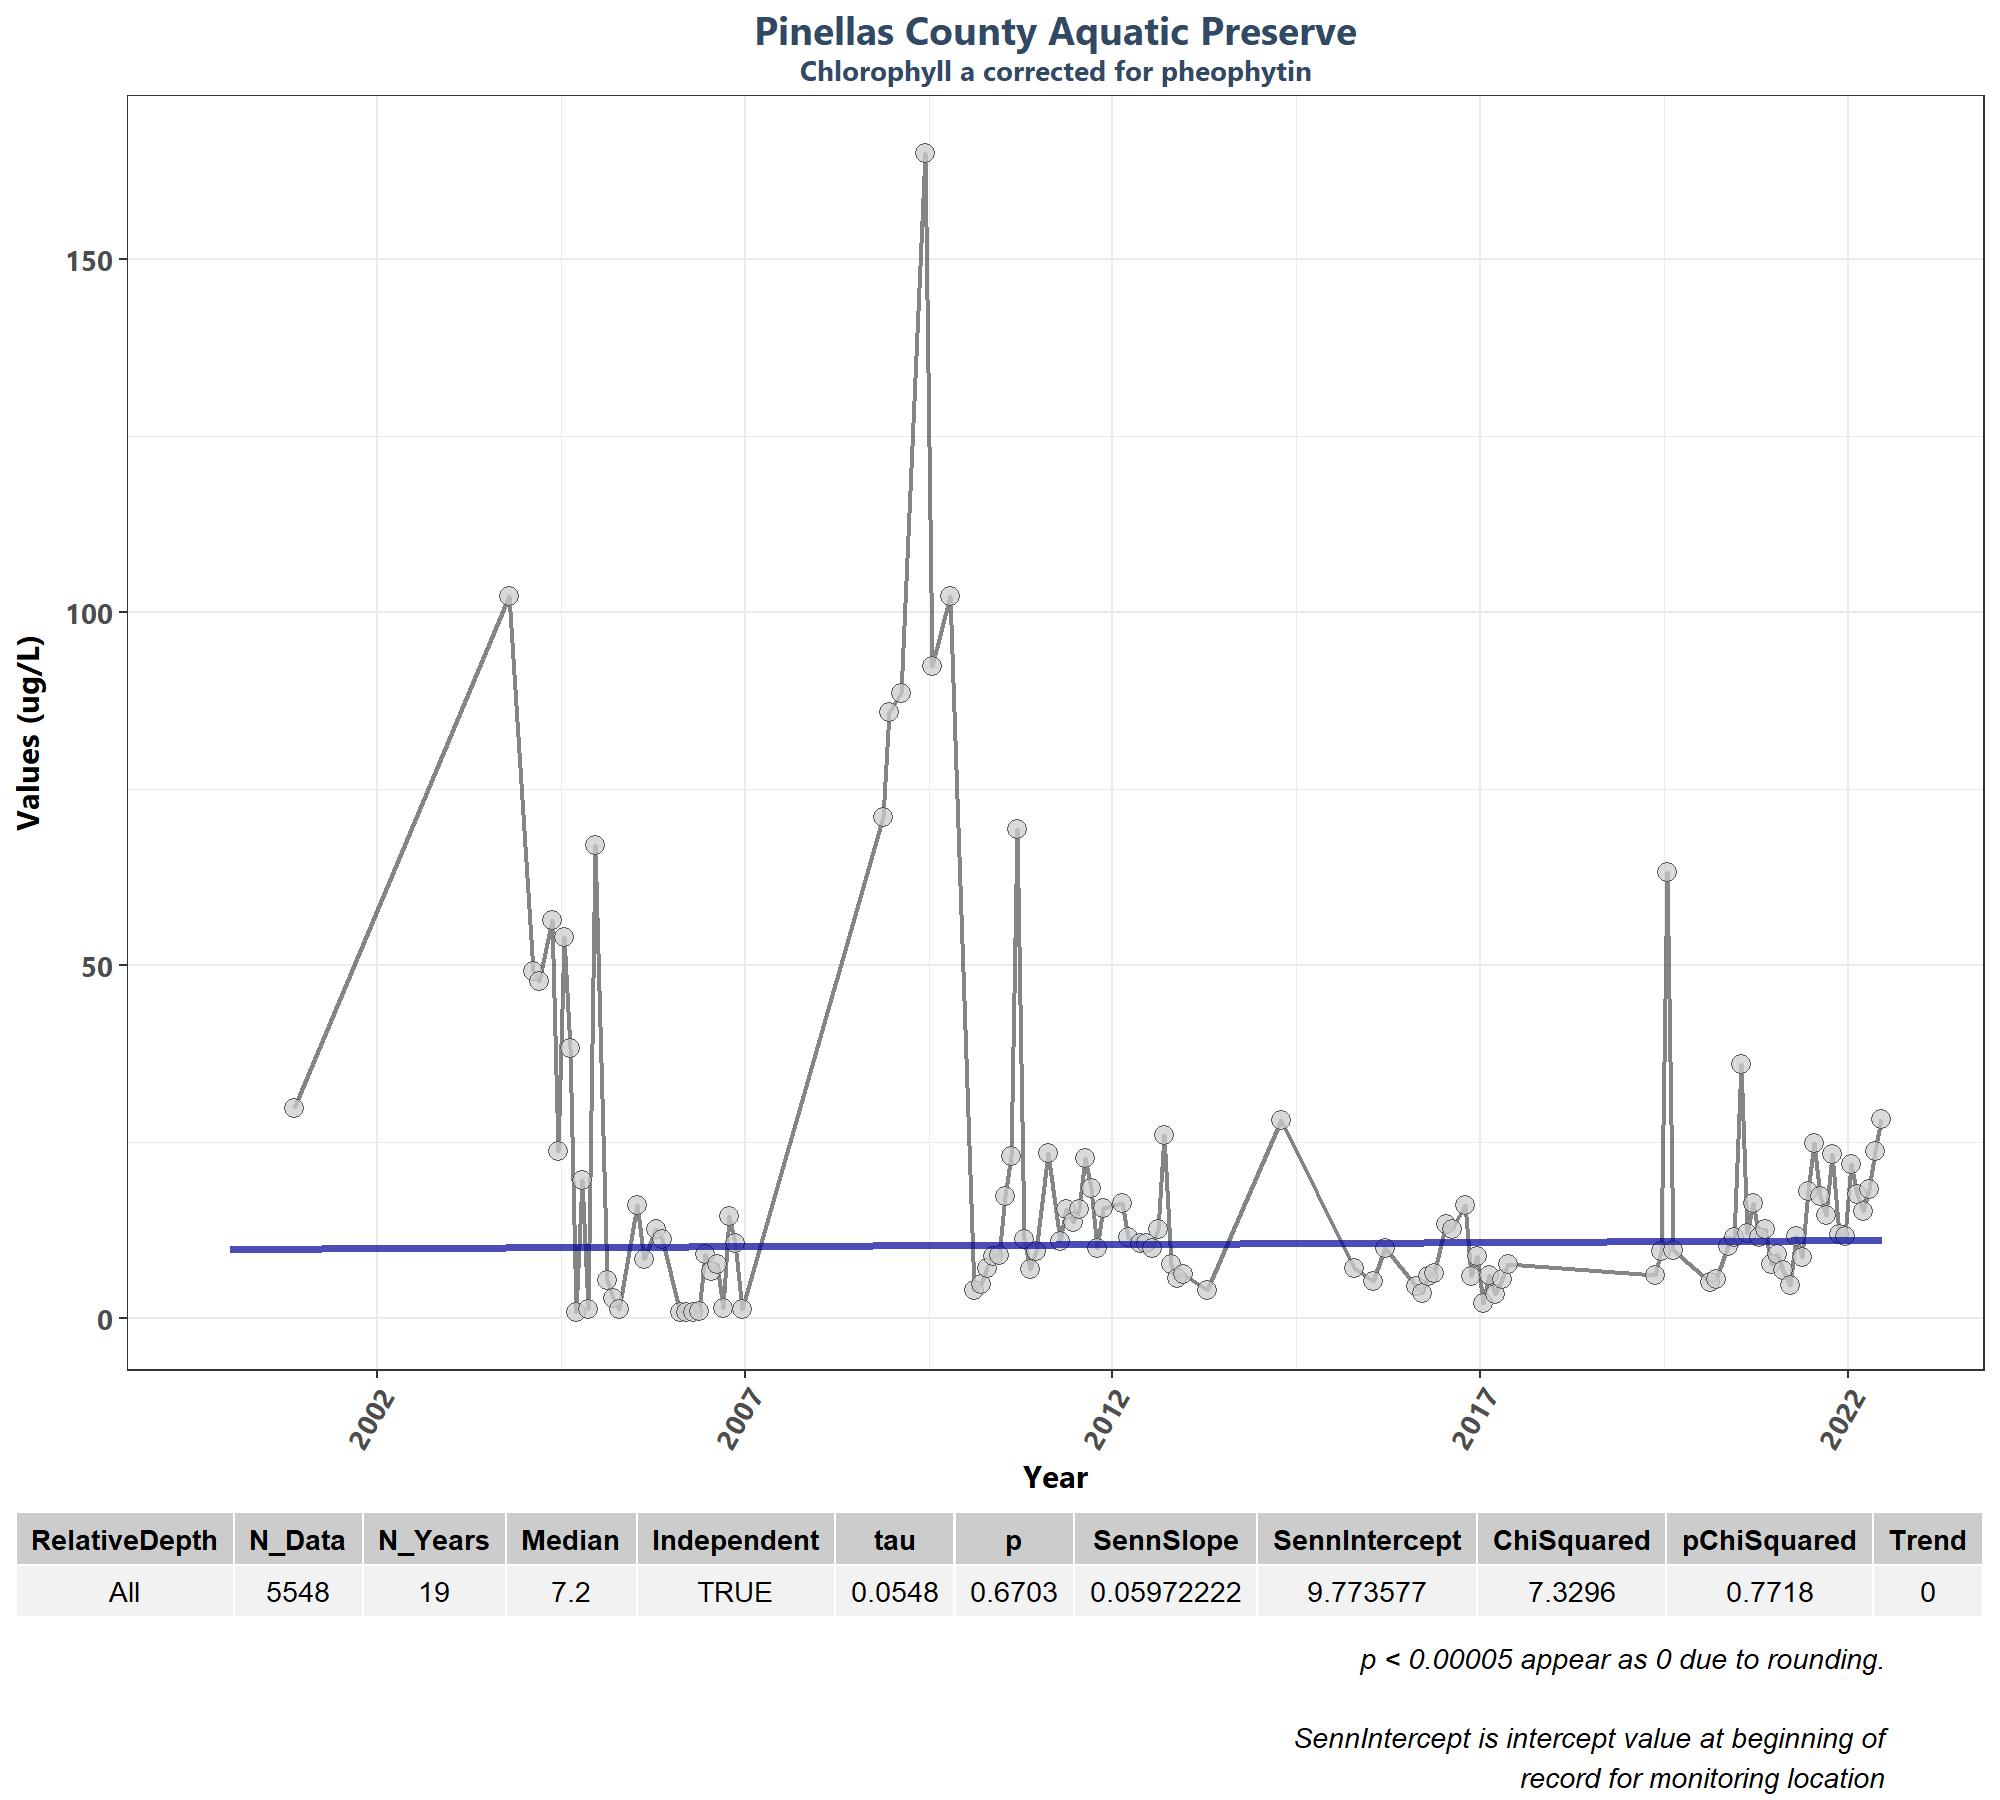 Pinellas County Aquatic Preserve
Chlorophyll a corrected for pheophytin
Values (ug/L)
150
100
50
0
2002
2007
2012
2017
2022
Year
RelativeDepth N_Data N_Years Median Independent tau p SennSlope SennIntercept ChiSquared pChiSquared Trend
All 5548 19 7.2 TRUE 0.0548 0.6703 0.05972222 9.773577 7.3296 0.7718 0
p < 0.00005 appear as 0 due to rounding.
SennIntercept is intercept value at beginning of
record for monitoring location